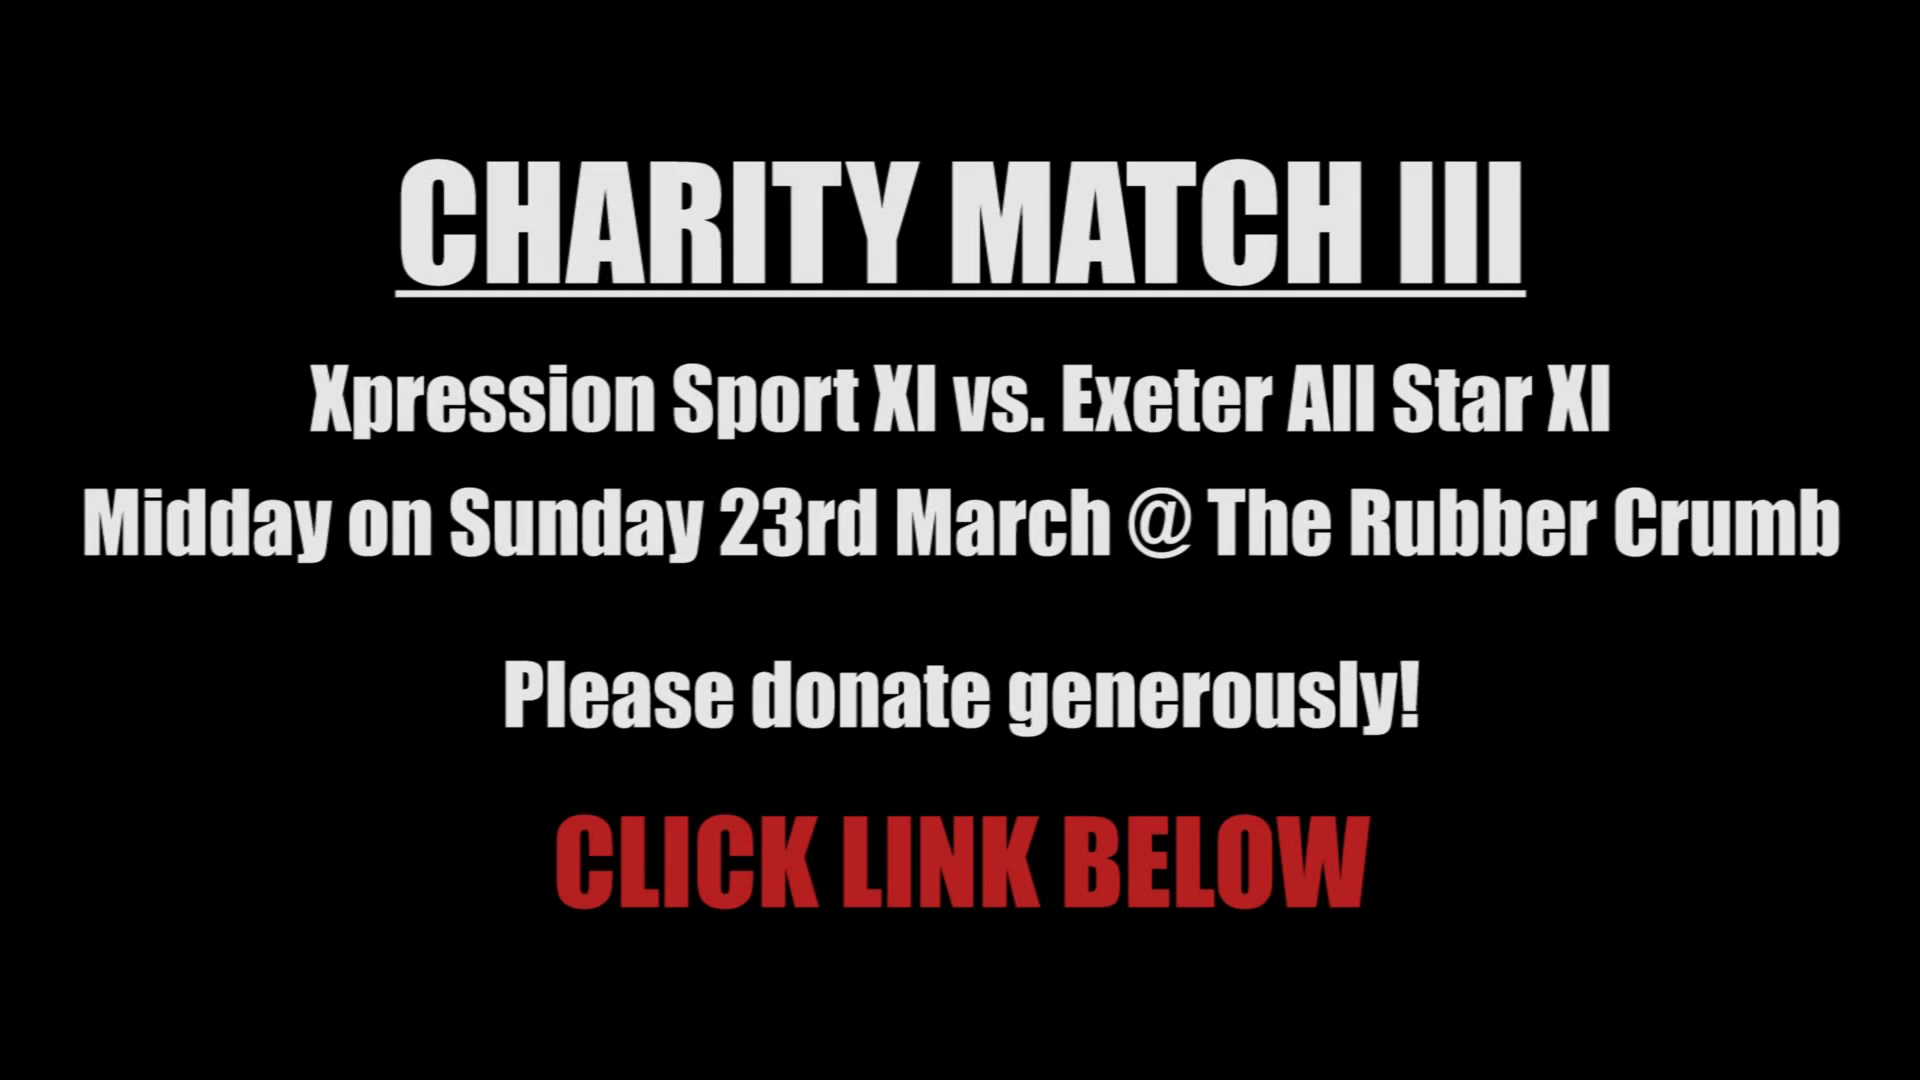 CHARITY MATCH III
Xpression Sport XI vs. Exeter All Star XI
Midday on Sunday 23rd March @ The Rubber Crumb
Please donate generously!
CLICK LINK BELOW